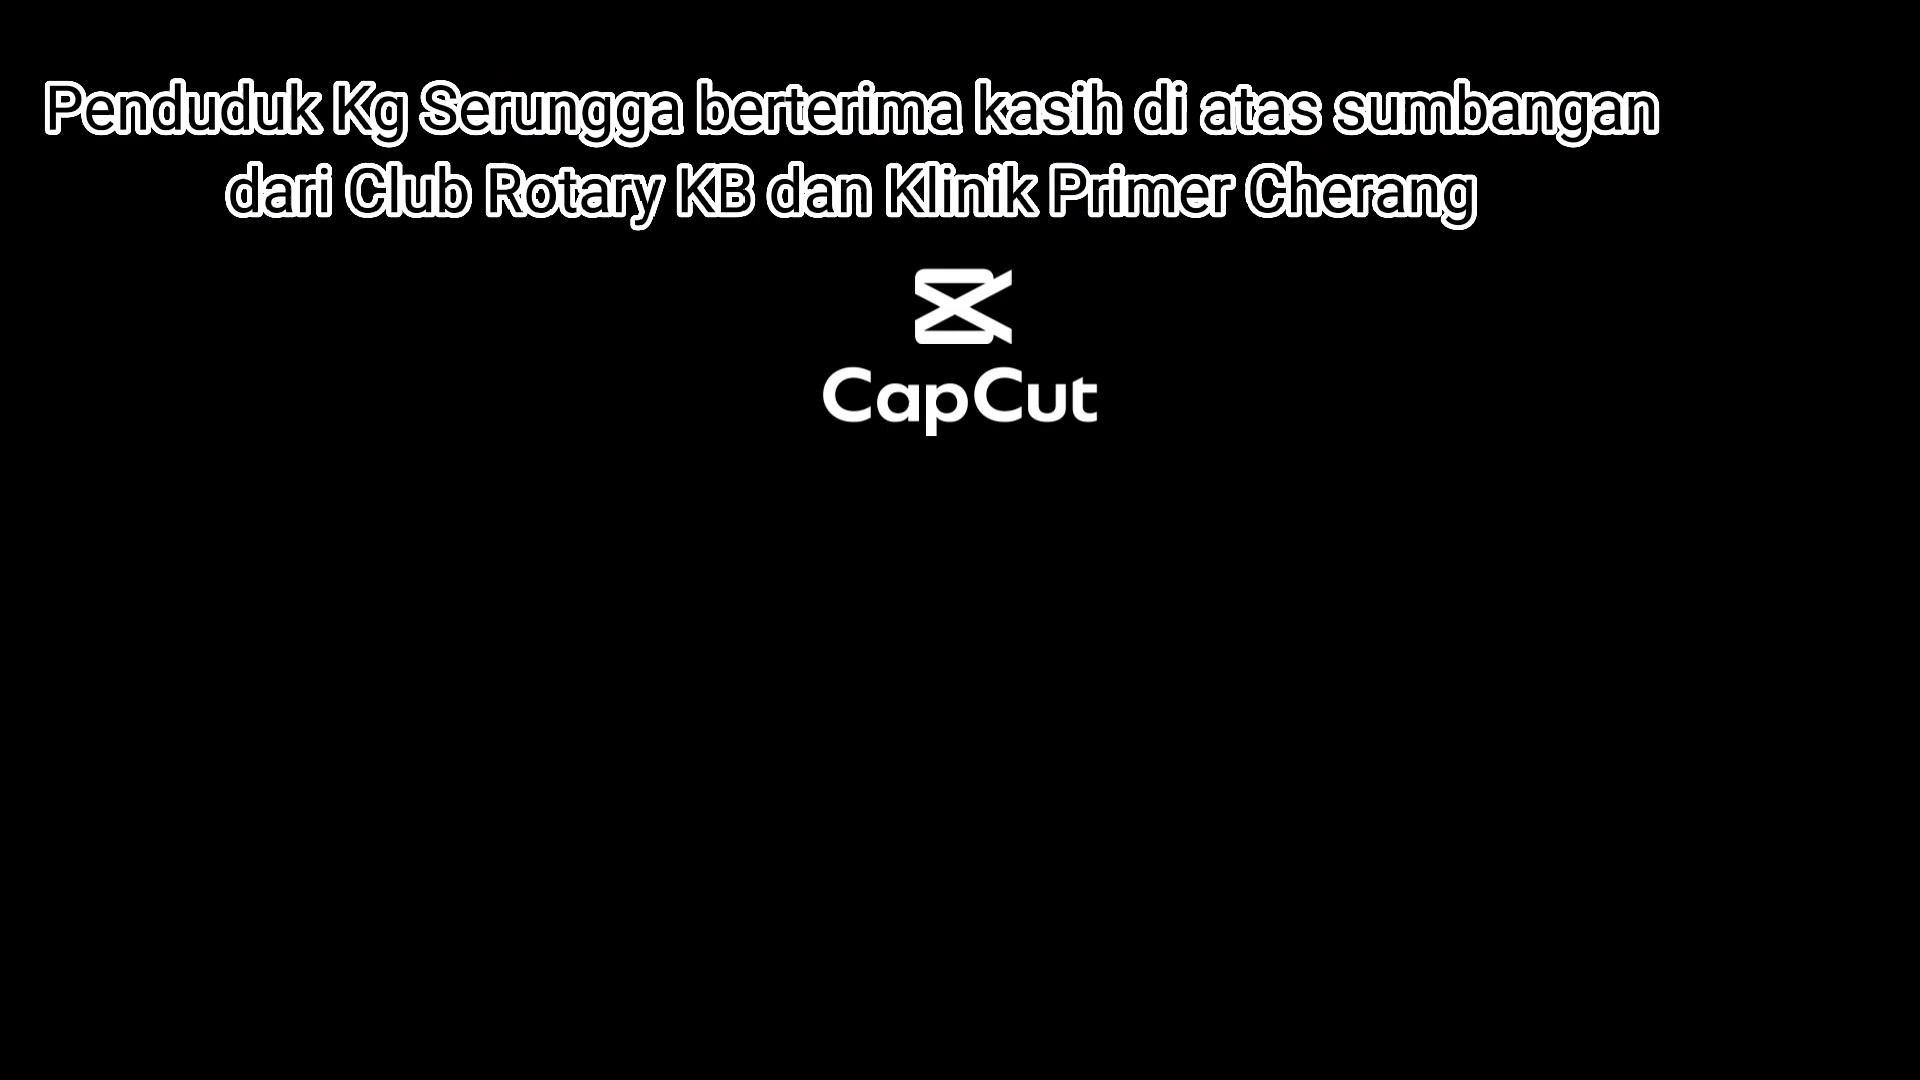 Penduduk Kg Serungga berterima kasih di atas sumbangan
dari Club Rotary KB dan Klinik Primer Cherang
CapCut